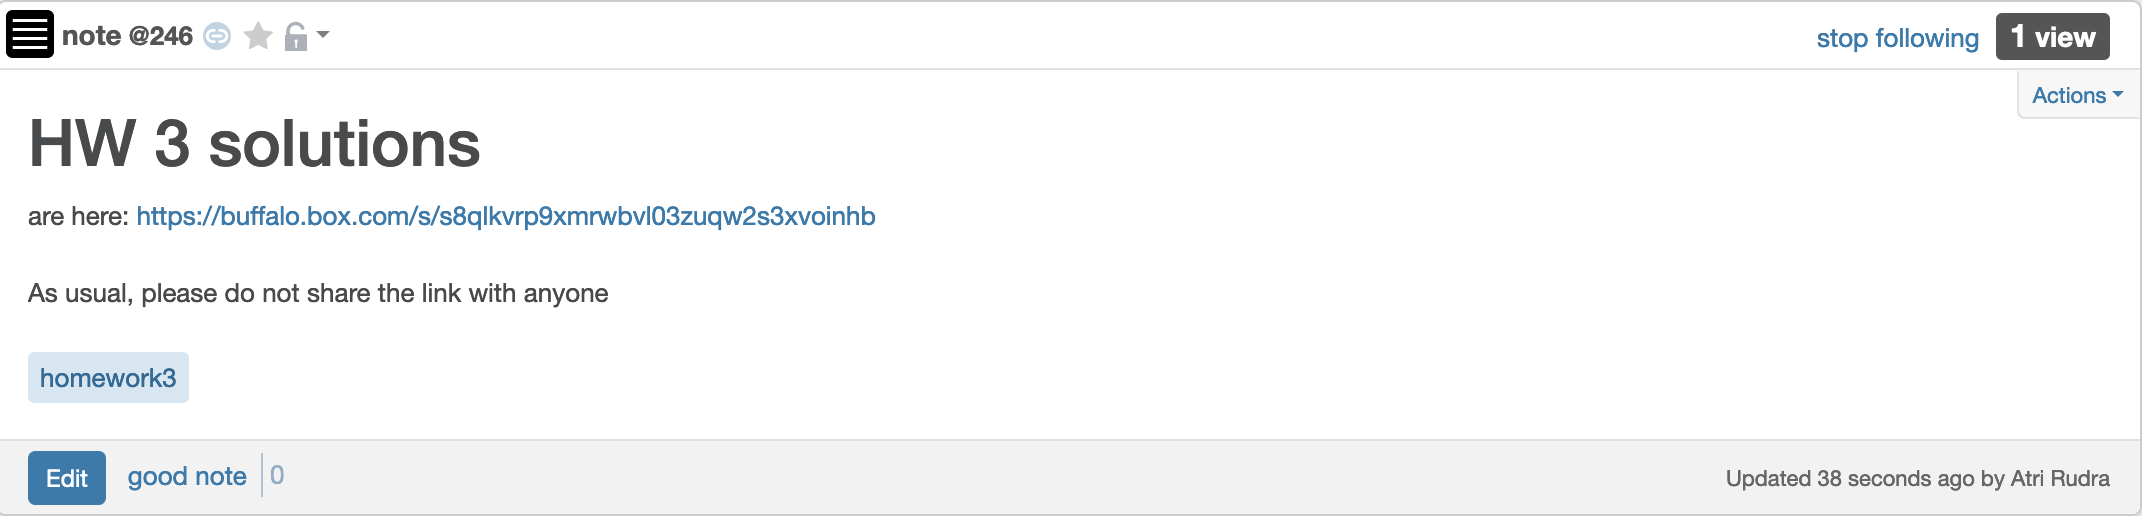 note @246
stop following
1 view
Actions
HW 3 solutions
are here: https://buffalo.box.com/s/s8qlkvrp9xmrwbvl03zuqw2s3xvoinhb
As usual, please do not share the link with anyone
homework3
Edit
good note
0
Updated 38 seconds ago by Atri Rudra